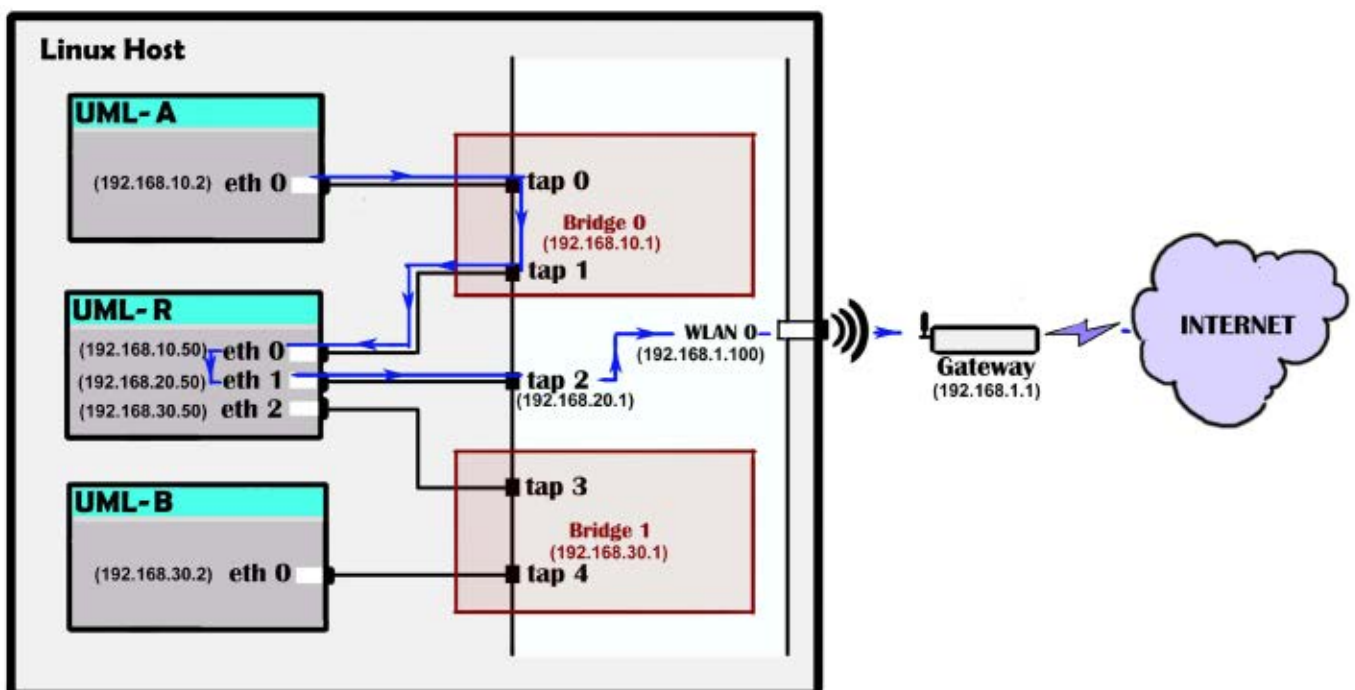 Linux Host
UML-A
(192.168.10.2) eth 0
tap 0
Bridge 0
(192.168.10.1)
tap 1
UML-R
(192.168.10.50) eth 0
(192.168.20.50) eth 1
(192.168.30.50) eth 2
tap 2
(192.168.20.1)
WLAN 0
(192.168.1.100)
Gateway
(192.168.1.1)
INTERNET
UML-B
(192.168.30.2) eth 0
tap 3
Bridge 1
(192.168.30.1)
tap 4